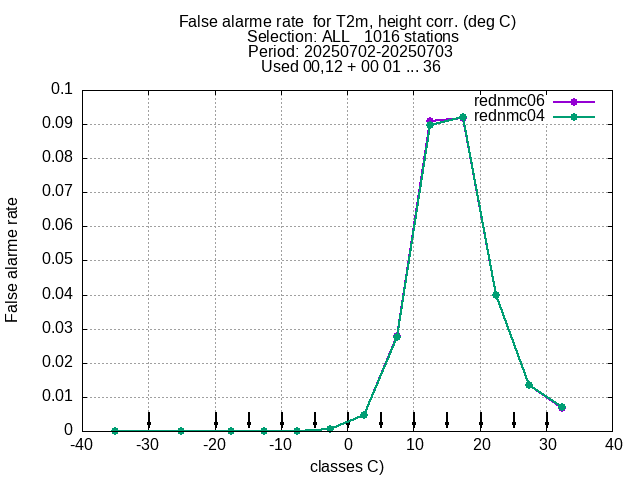 False alarme rate  for T2m, height corr. (deg C)
Selection: ALL   1016 stations
Period: 20250702-20250703
Used 00,12 + 00 01 ... 36
rednmc06
rednmc04
False alarme rate
0.1
0.09
0.08
0.07
0.06
0.05
0.04
0.03
0.02
0.01
0
-40 -30 -20 -10 0 10 20 30 40
classes C)